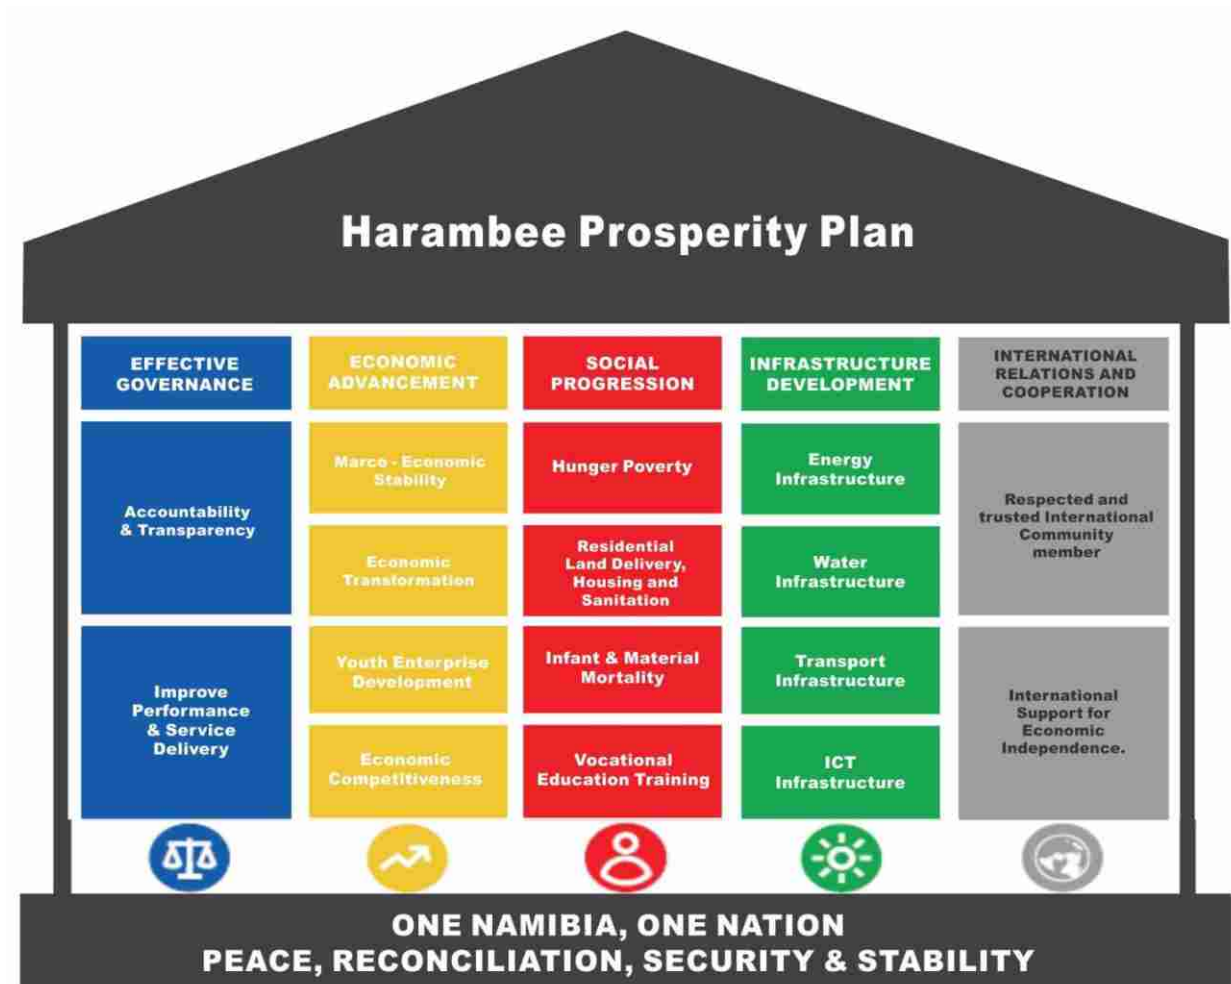 Harambee Prosperity Plan
EFFECTIVE
GOVERNANCE
Accountability
& Transparency
Improve
Performance
& Service
Delivery
ECONOMIC
ADVANCEMENT
Marco - Economic
Stability
Economic
Transformation
Youth Enterprise
Development
Economic
Competitiveness
SOCIAL
PROGRESSION
Hunger Poverty
Residential
Land Delivery,
Housing and
Sanitation
Infant & Material
Mortality
Vocational
Education Training
INFRASTRUCTURE
DEVELOPMENT
Energy
Infrastructure
Water
Infrastructure
Transport
Infrastructure
ICT
Infrastructure
INTERNATIONAL
RELATIONS AND
COOPERATION
Respected and
trusted International
Community
member
International
Support for
Economic
Independence.
ONE NAMIBIA, ONE NATION
PEACE, RECONCILIATION, SECURITY & STABILITY